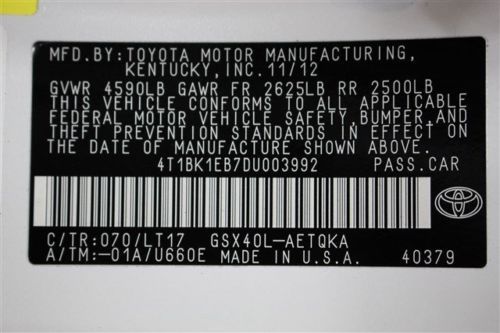 MFD.BY:TOYOTA MOTOR MANUFACTURING,
KENTUCKY, INC.11/12
GVWR 4590LB GAWR FR 2625LB RR 2500LB
THIS VEHICLE CONFORMS TO ALL APPLICABLE
FEDERAL MOTOR VEHICLE SAFETY, BUMPER, AND
THEFT PREVENTION STANDARDS IN EFFECT ON
THE DATE OF MANUFACTURE SHOWN ABOVE.
4T1BK1EB7DU003992 PASS.CAR
C/TR:070/LT17 GSX40L-AETQKA
A/TM:-01A/U660E MADE IN U.S.A. 40379
TOYOTA